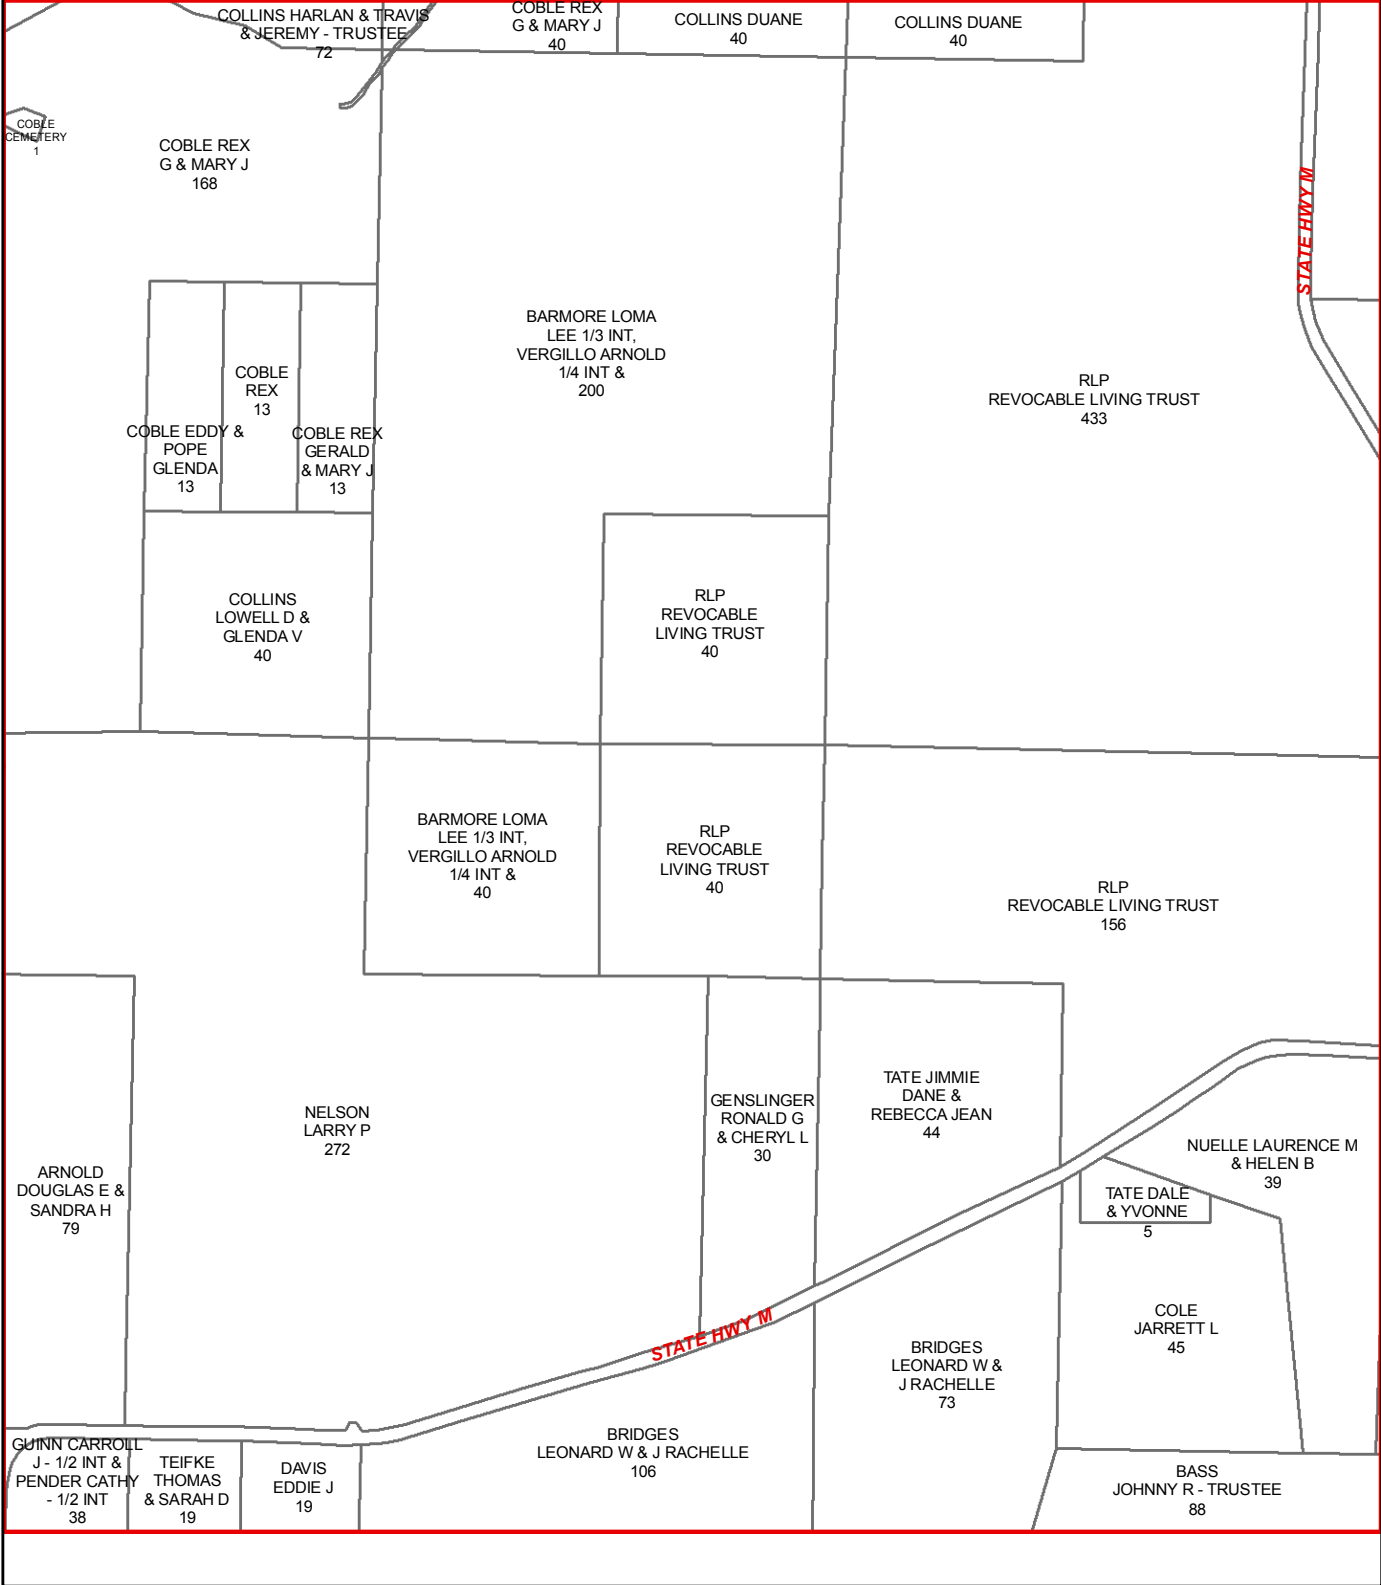 COLLINS HARLAN & TRAVIS
& JEREMY - TRUSTEE
72
COBLE REX
G & MARY J
40
COLLINS DUANE
40
COLLINS DUANE
40
COBLE
CEMETERY
1
COBLE REX
G & MARY J
168
STATE HWY M
BARMORE LOMA
LEE 1/3 INT,
VERGILLO ARNOLD
1/4 INT &
200
RLP
REVOCABLE LIVING TRUST
433
COBLE EDDY &
POPE
GLENDA
13
COBLE
REX
13
COBLE REX
GERALD
& MARY J
13
COLLINS
LOWELL D &
GLENDA V
40
RLP
REVOCABLE
LIVING TRUST
40
BARMORE LOMA
LEE 1/3 INT,
VERGILLO ARNOLD
1/4 INT &
40
RLP
REVOCABLE
LIVING TRUST
40
RLP
REVOCABLE LIVING TRUST
156
NELSON
LARRY P
272
GENSLINGER
RONALD G
& CHERYL L
30
TATE JIMMIE
DANE &
REBECCA JEAN
44
NUELLE LAURENCE M
& HELEN B
39
ARNOLD
DOUGLAS E &
SANDRA H
79
TATE DALE
& YVONNE
5
COLE
JARRETT L
45
STATE HWY M
BRIDGES
LEONARD W &
J RACHELLE
73
BRIDGES
LEONARD W & J RACHELLE
106
GUINN CARROLL
J - 1/2 INT &
PENDER CATHY
- 1/2 INT
38
TEIFKE
THOMAS
& SARAH D
19
DAVIS
EDDIE J
19
BASS
JOHNNY R - TRUSTEE
88